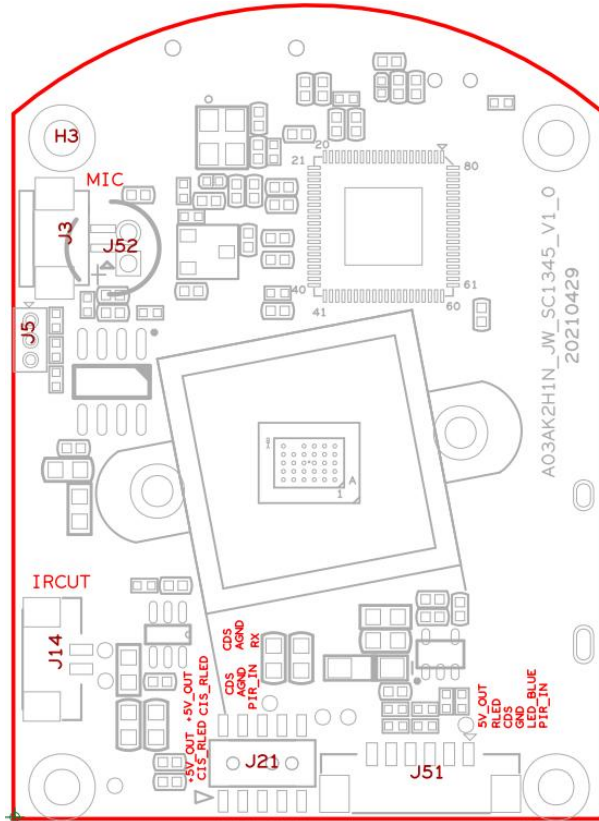 H3
MIC
J3
J52
J5
20
21
80
40
41
61
60
A03AK2H1N_JW_SC1345_V1_0
20210429
A
1
IRCUT
J14
CDS
AGND
RX
CDS
AGND
PIR_IN
+5V_OUT +5V_OUT
CIS_RLED CIS_RLED
J21
5V_OUT
RLED
CDS
GND
LED_BLUE
PIR_IN
J51